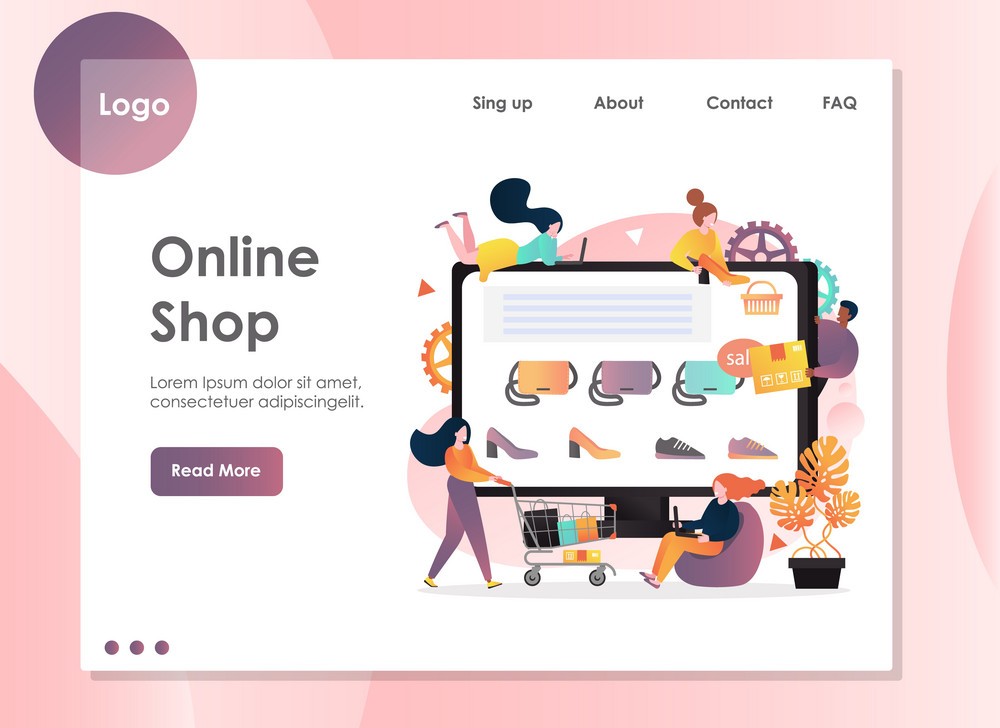 Logo
Sing up About Contact FAQ
Online
Shop
Lorem Ipsum dolor sit amet,
consectetuer adipiscingelit.
Read More
sal